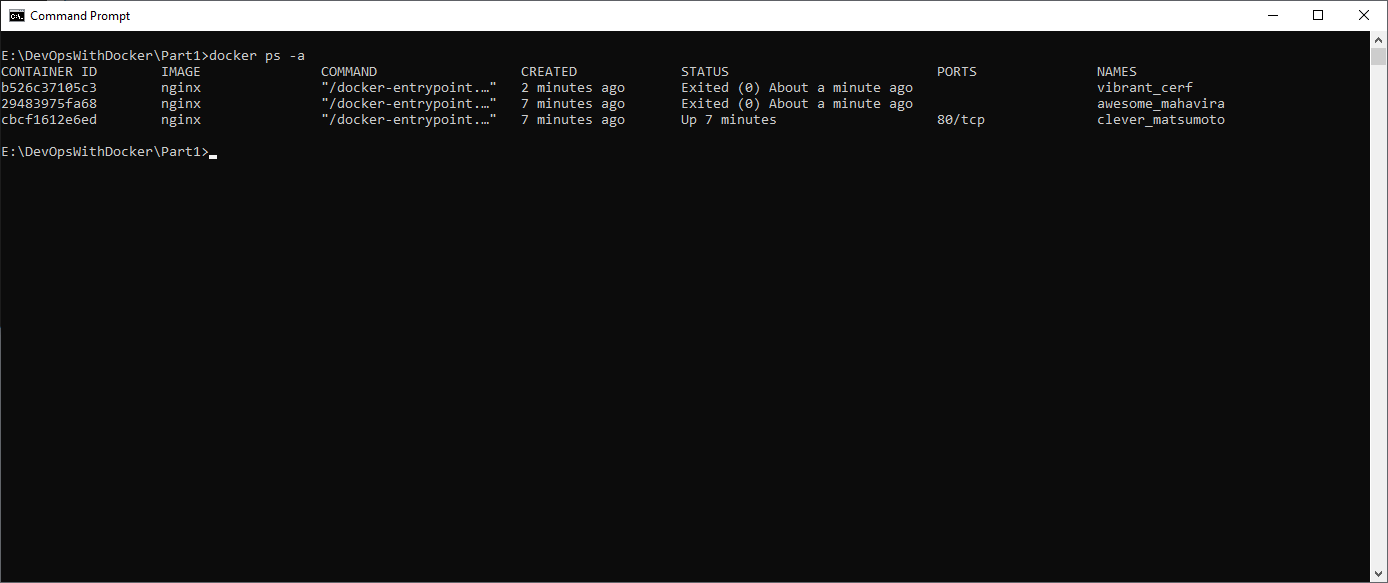 Command Prompt
E:\DevOpsWithDocker\Part1>docker ps -a
CONTAINER ID        IMAGE               COMMAND                  CREATED             STATUS                          PORTS               NAMES
b526c37105c3        nginx               "/docker-entrypoint.…"   2 minutes ago       Exited (0) About a minute ago                       vibrant_cerf
29483975fa68        nginx               "/docker-entrypoint.…"   7 minutes ago       Exited (0) About a minute ago                       awesome_mahavira
cbcf1612e6ed        nginx               "/docker-entrypoint.…"   7 minutes ago       Up 7 minutes                    80/tcp              clever_matsumoto
E:\DevOpsWithDocker\Part1>